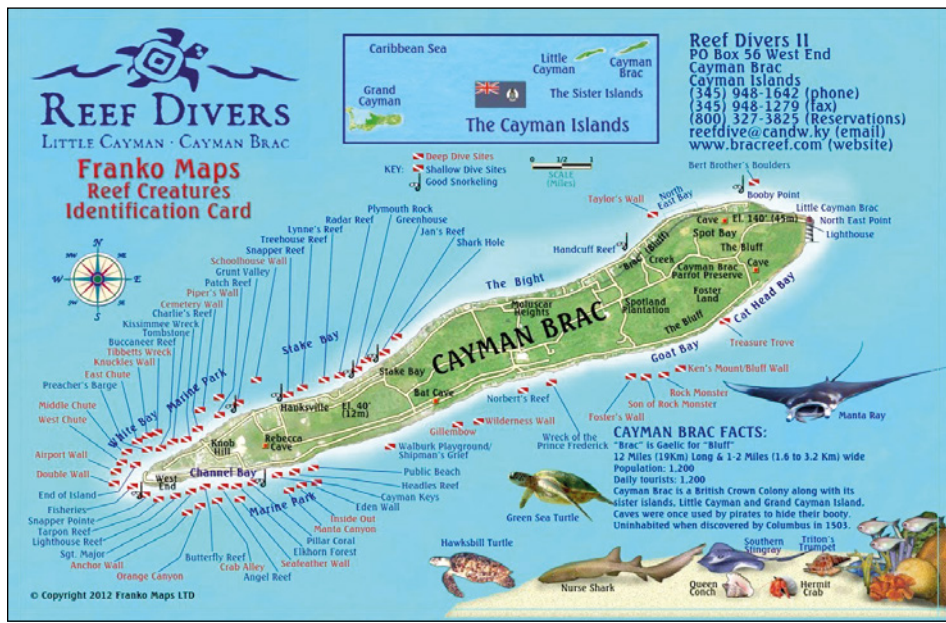 REEF DIVERS
LITTLE CAYMAN · CAYMAN BRAC
Franko Maps
Reef Creatures
Identification Card
Caribbean Sea
Grand
Cayman
Little
Cayman
Cayman
Brac
The Sister Islands
The Cayman Islands
Reef Divers II
PO Box 56 West End
Cayman Brac
Cayman Islands
(345) 948-1642 (phone)
(345) 948-1279 (fax)
(800) 327-3825 (Reservations)
reefdive@candw.ky (email)
www.bracreef.com (website)
KEY:
Deep Dive Sites
Shallow Dive Sites
Good Snorkeling
0 1/2 1
SCALE
(Miles)
N
NE
E
SE
S
SW
W
NW
Bert Brother's Boulders
Booby Point
Taylor's Wall
North
East Bay
Little Cayman Brac
North East Point
Lighthouse
Cave
El. 140' (45m)
Spot Bay
The Bluff
Cave
Handcuff Reef
"Brac" (Bluff)
Creek
Cayman Brac
Parrot Preserve
Foster
Land
Spotland
Plantation
The Bluff
Cat Head Bay
Treasure Trove
Goat Bay
The Bight
Moluscar
Heights
CAYMAN BRAC
Stake Bay
Stake Bay
Bat Cave
El. 40'
(12m)
Hanksville
Rebecca
Cave
Knob
Hill
West
End
Channel Bay
Marine Park
White Bay
Marine Park
Plymouth Rock
Radar Reef
Greenhouse
Lynne's Reef
Jan's Reef
Treehouse Reef
Shark Hole
Snapper Reef
Schoolhouse Wall
Grunt Valley
Patch Reef
Piper's Wall
Cemetery Wall
Charlie's Reef
Kissimmee Wreck
Tombstone
Buccaneer Reef
Tibbetts Wreck
Knuckles Wall
East Chute
Preacher's Barge
Middle Chute
West Chute
Airport Wall
Double Wall
End of Island
Fisheries
Snapper Pointe
Tarpon Reef
Lighthouse Reef
Sgt. Major
Anchor Wall
Orange Canyon
Butterfly Reef
Crab Alley
Angel Reef
Seafeather Wall
Elkhorn Forest
Pillar Coral
Manta Canyon
Inside Out
Eden Wall
Cayman Keys
Headles Reef
Public Beach
Walburk Playground/
Shipman's Grief
Gillembow
Wilderness Wall
Norbert's Reef
Wreck of the
Prince Frederick
Foster's Wall
Son of Rock Monster
Rock Monster
Ken's Mount/Bluff Wall
Manta Ray
CAYMAN BRAC FACTS:
"Brac" is Gaelic for "Bluff"
12 Miles (19Km) Long & 1-2 Miles (1.6 to 3.2 Km) wide
Population: 1,200
Daily tourists: 1,200
Cayman Brac is a British Crown Colony along with its
sister islands, Little Cayman and Grand Cayman Island.
Caves were once used by pirates to hide their booty.
Uninhabited when discovered by Columbus in 1503.
Green Sea Turtle
Hawksbill Turtle
Nurse Shark
Southern
Stingray
Triton's
Trumpet
Queen
Conch
Hermit
Crab
© Copyright 2012 Franko Maps LTD